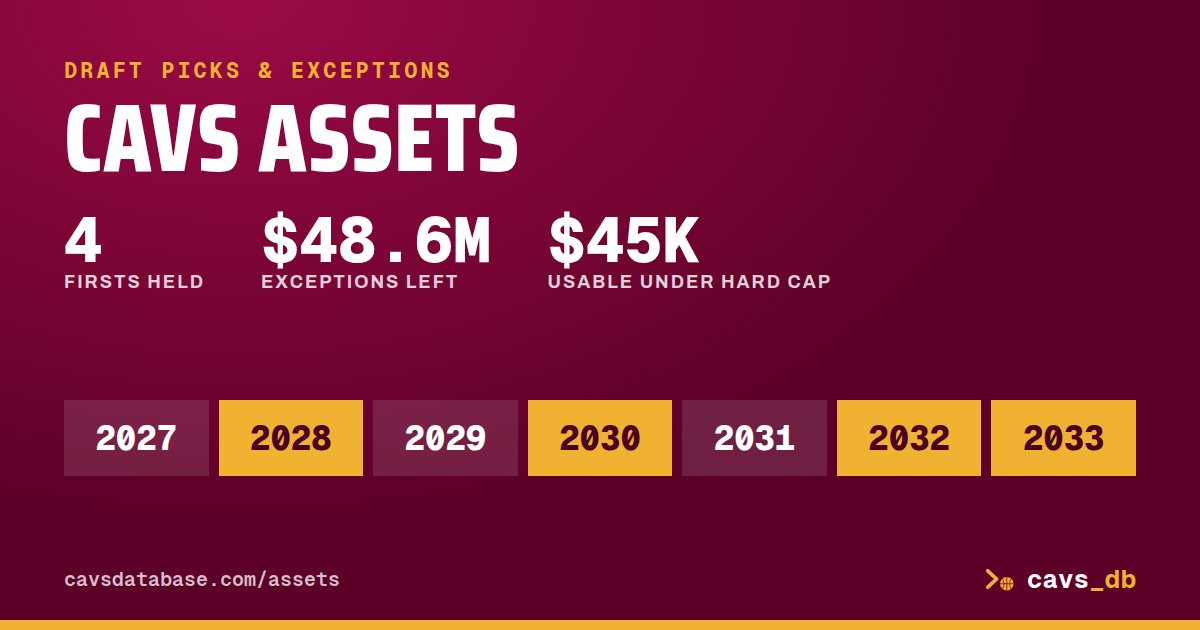 DRAFT PICKS & EXCEPTIONS
CAVS ASSETS
4 $48.6M $45K
FIRSTS HELD EXCEPTIONS LEFT USABLE UNDER HARD CAP
2027 2028 2029 2030 2031 2032 2033
cavsdatabase.com/assets cavs_db